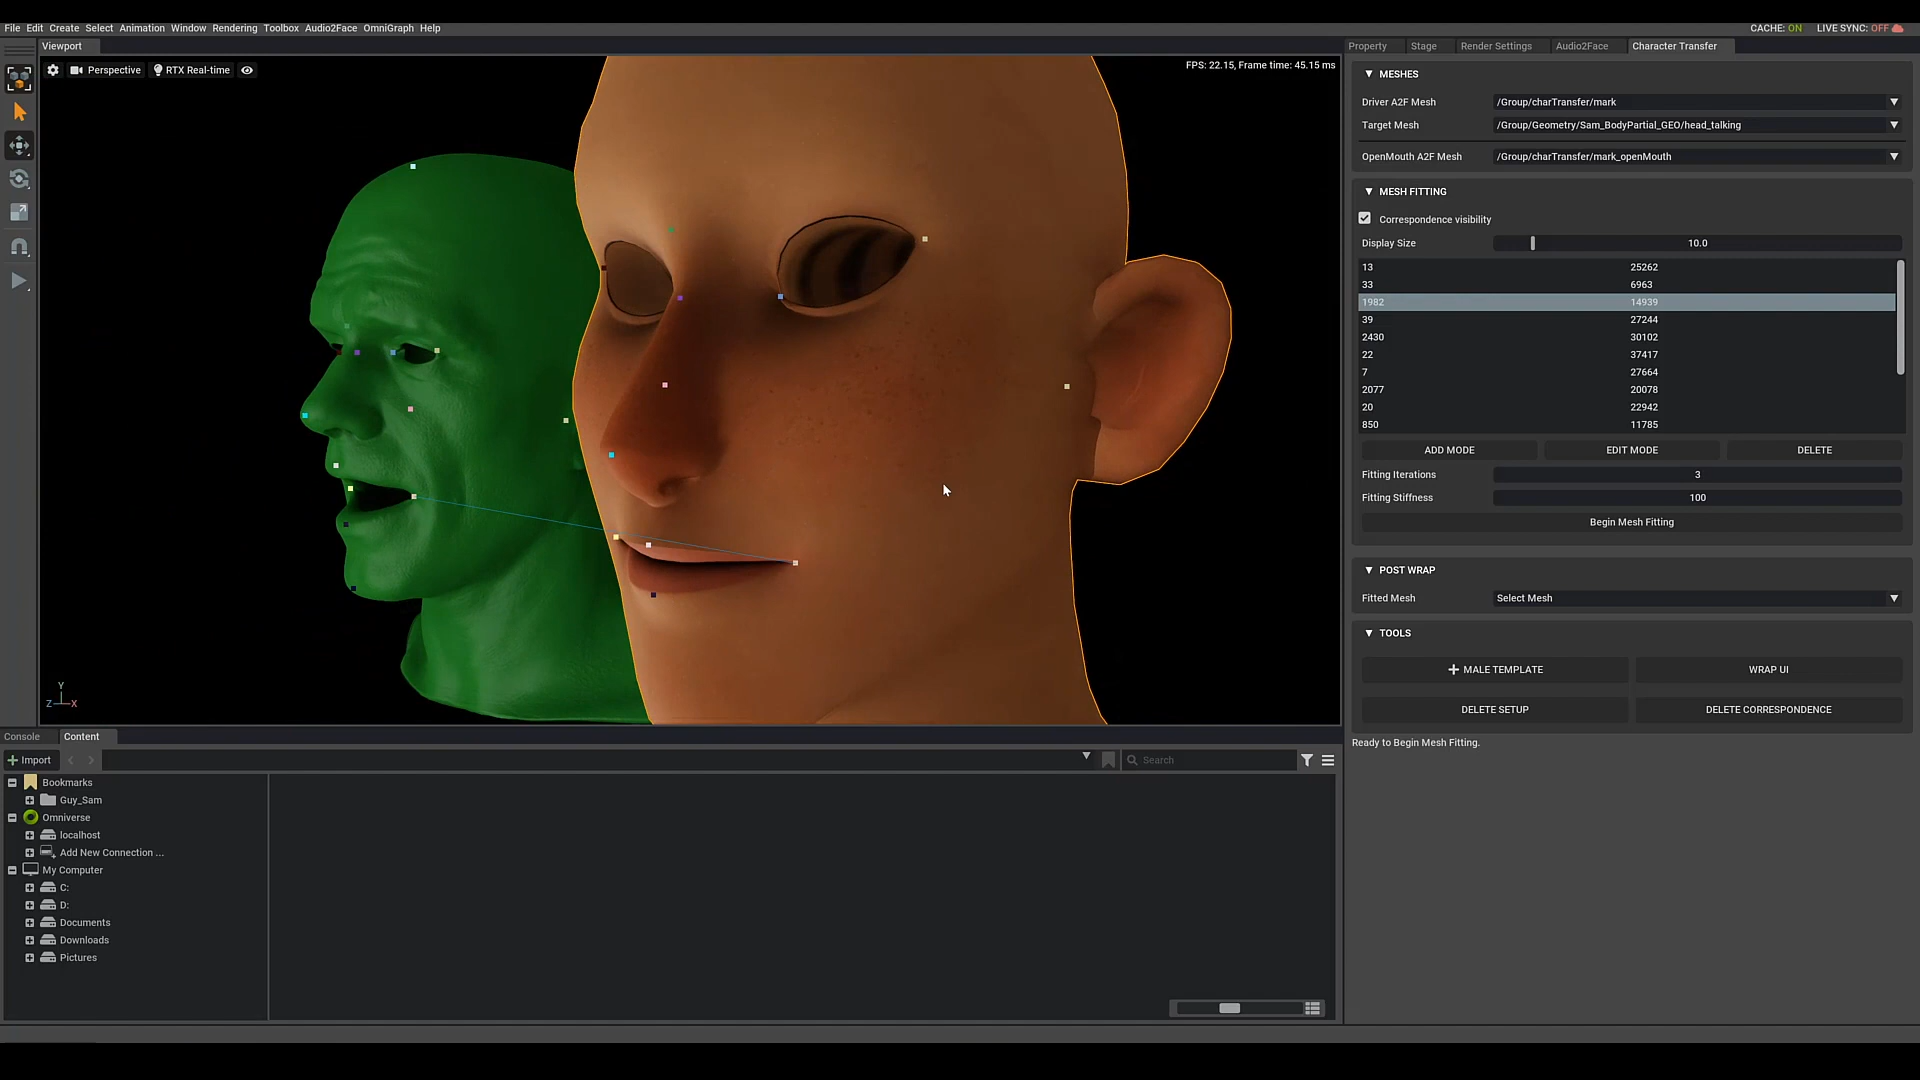 File Edit Create Select Animation Window Rendering Toolbox Audio2Face OmniGraph Help
CACHE: ON LIVE SYNC: OFF
Viewport
Property Stage Render Settings Audio2Face Character Transfer
Perspective RTX Real-time
FPS: 22.15, Frame time: 45.15 ms
MESHES
Driver A2F Mesh /Group/charTransfer/mark
Target Mesh /Group/Geometry/Sam_BodyPartial_GEO/head_talking
OpenMouth A2F Mesh /Group/charTransfer/mark_openMouth
MESH FITTING
Correspondence visibility
Display Size 10.0
13 25262
33 6963
1982 14939
39 27244
2430 30102
22 37417
7 27664
2077 20078
20 22942
850 11785
ADD MODE EDIT MODE DELETE
Fitting Iterations 3
Fitting Stiffness 100
Begin Mesh Fitting
POST WRAP
Fitted Mesh Select Mesh
TOOLS
MALE TEMPLATE WRAP UI
DELETE SETUP DELETE CORRESPONDENCE
Ready to Begin Mesh Fitting.
Y
Z X
Console Content
Import
Search
Bookmarks
Guy_Sam
Omniverse
localhost
Add New Connection ...
My Computer
C:
D:
Documents
Downloads
Pictures